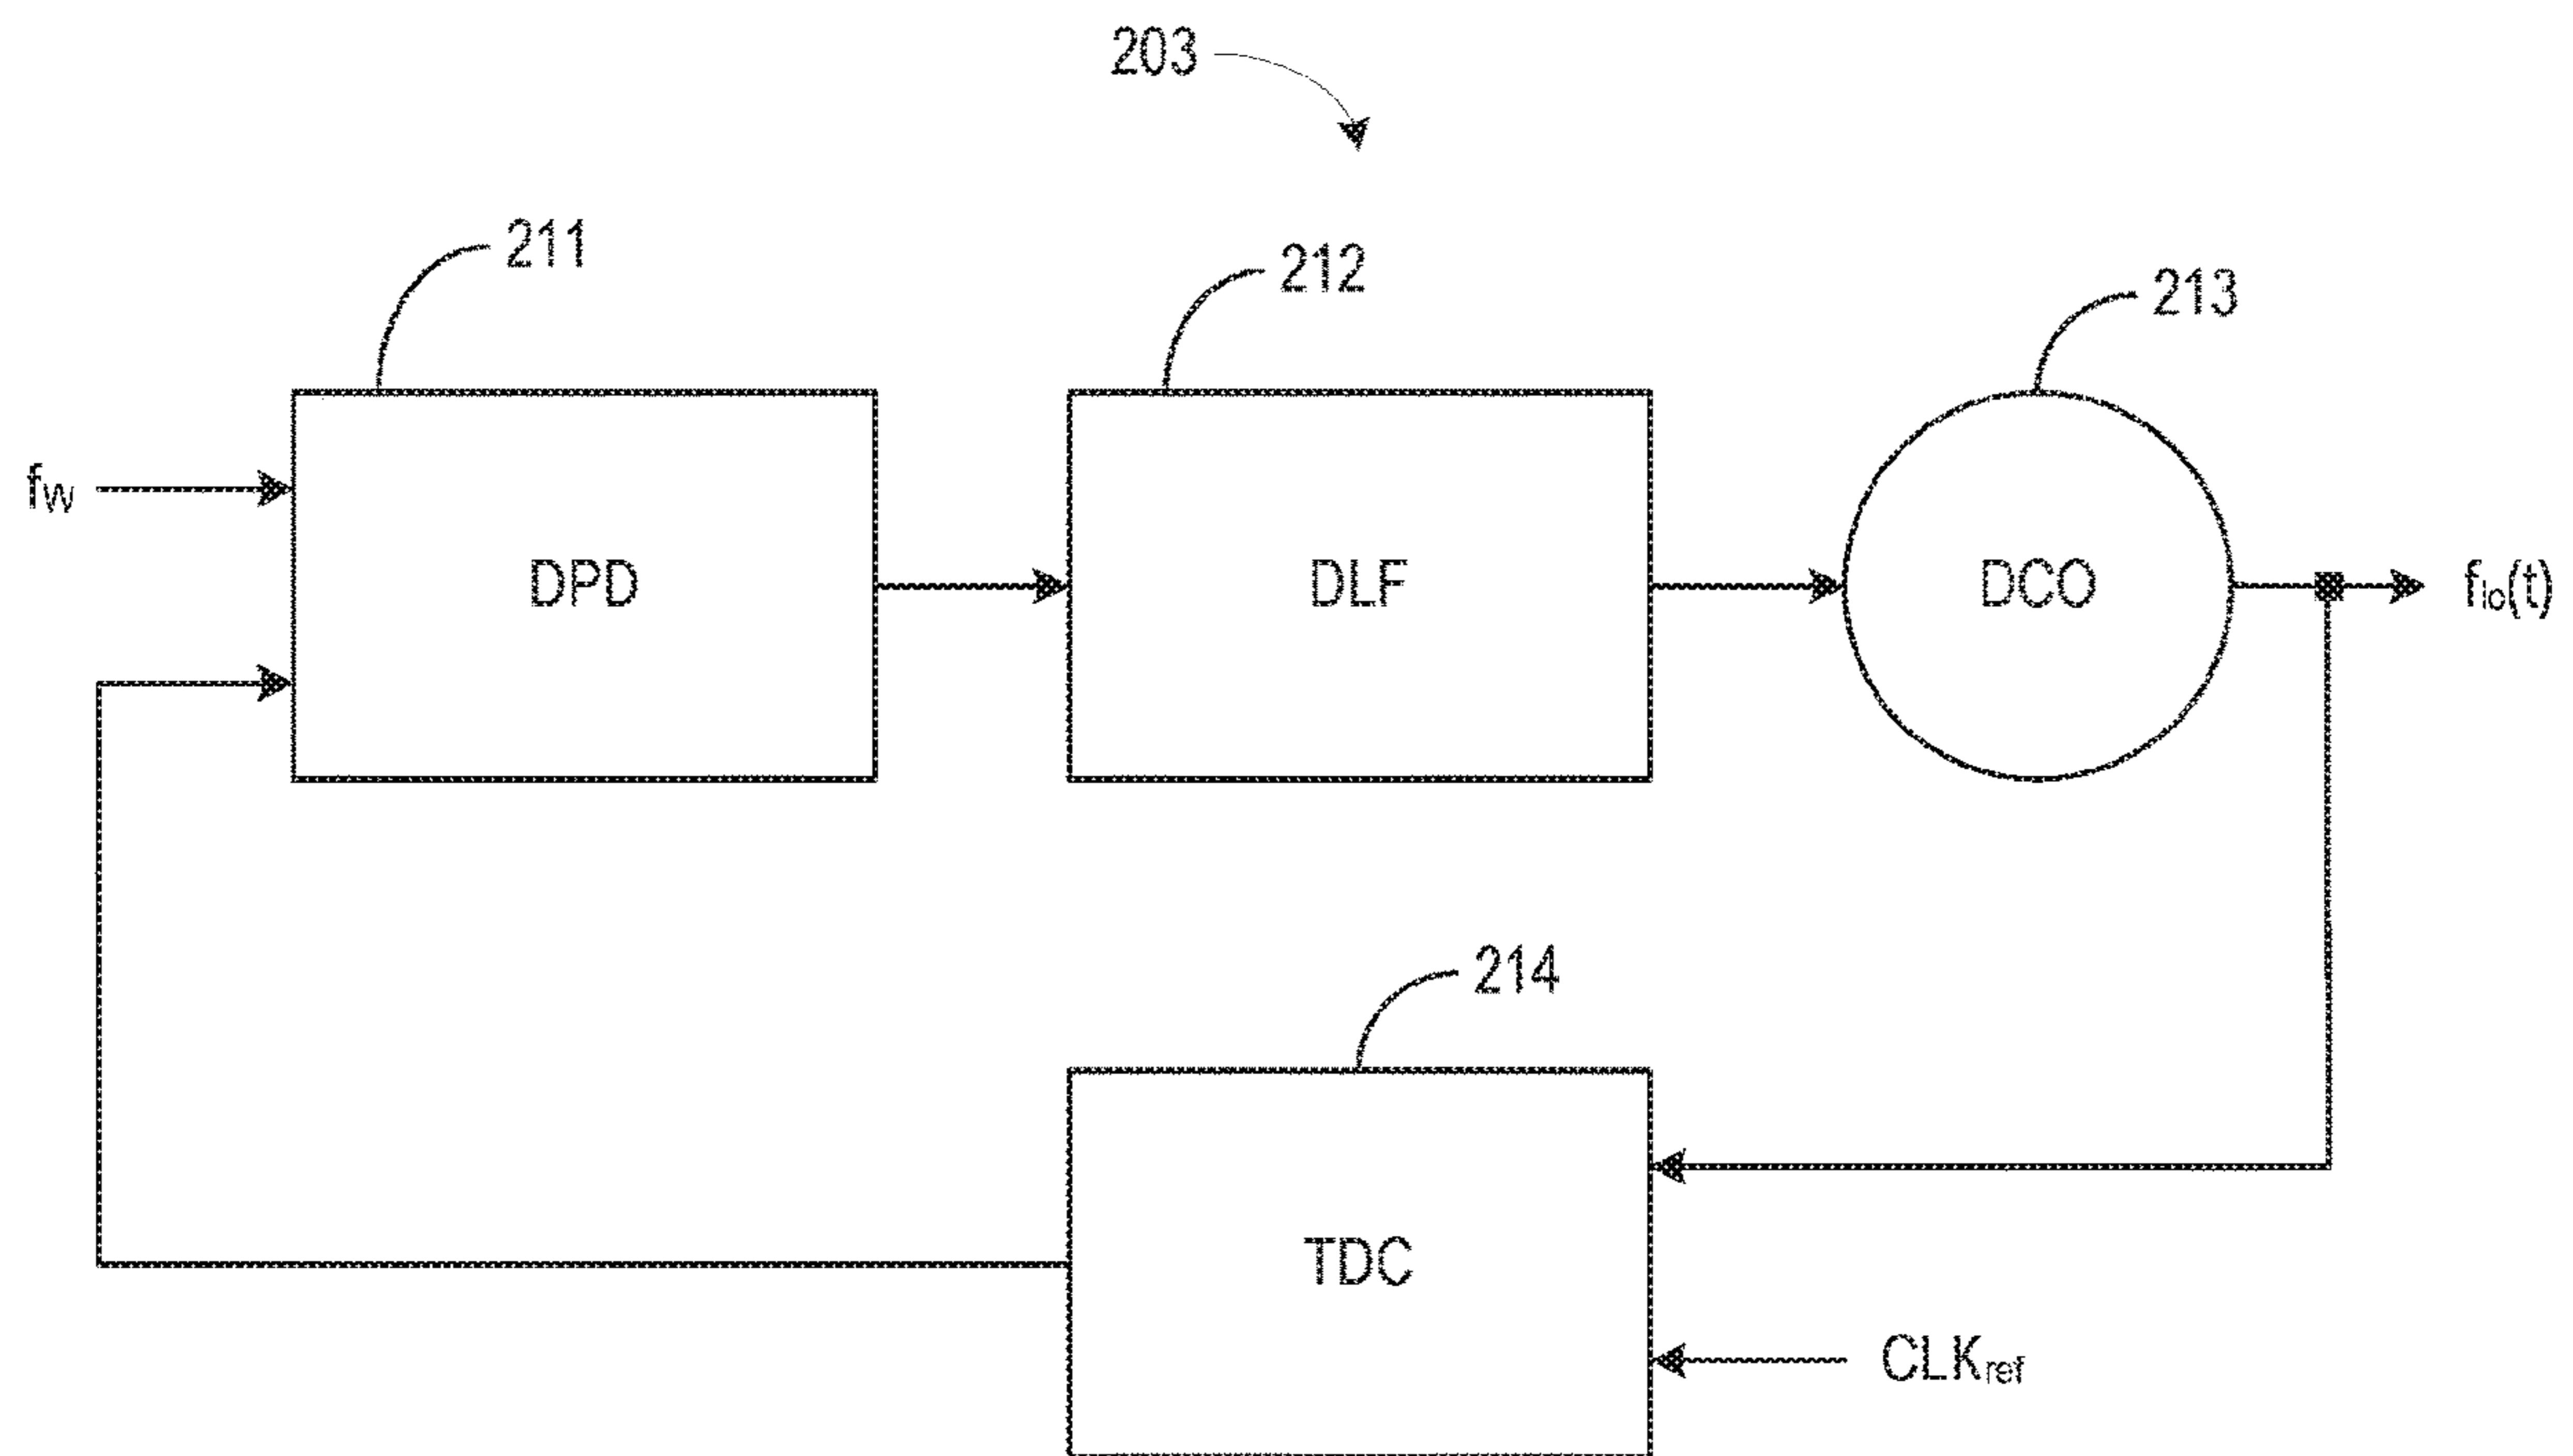 203
211
212
213
fW
DPD
DLF
DCO
flo(t)
214
TDC
CLKref